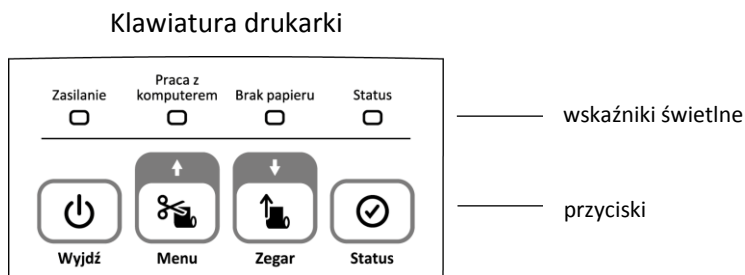 Klawiatura drukarki
Zasilanie
Praca z
komputerem
Brak papieru
Status
wskaźniki świetlne
przyciski
Wyjdź
Menu
Zegar
Status